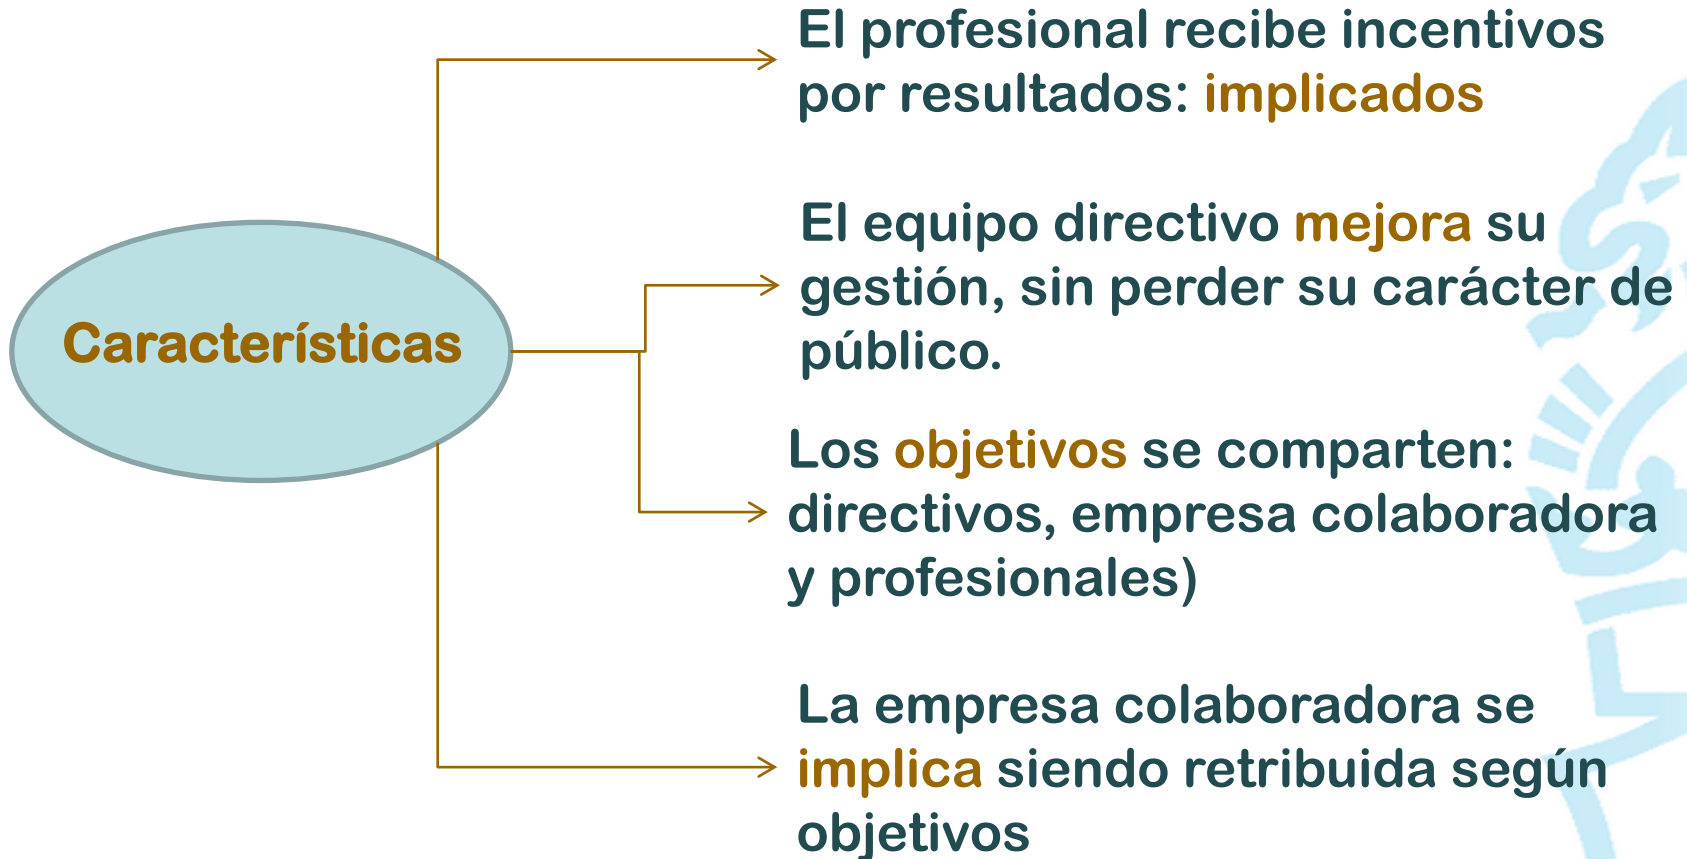 El profesional recibe incentivos
por resultados: implicados
El equipo directivo mejora su
gestión, sin perder su carácter de
público.
Características
Los objetivos se comparten:
directivos, empresa colaboradora
y profesionales)
La empresa colaboradora se
implica siendo retribuida según
objetivos